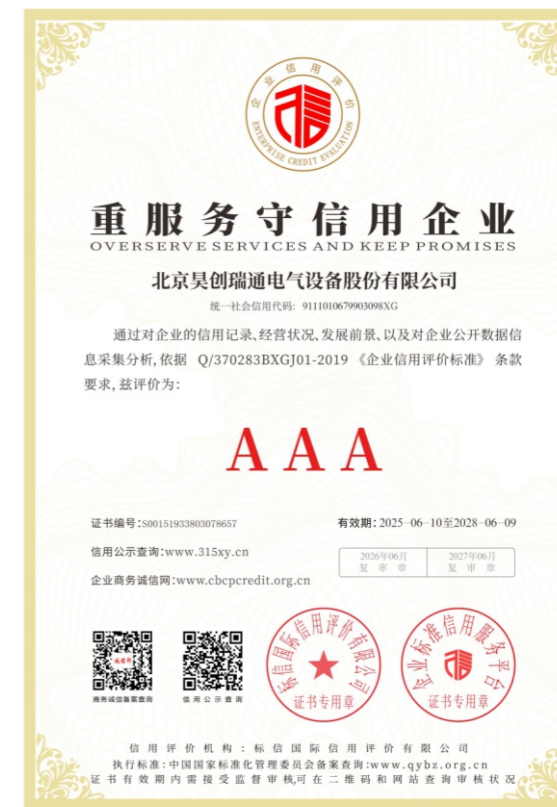 企业信用评价
ENTERPRISE CREDIT EVALUATION
重服务守信用企业
OVERSERVE SERVICES AND KEEP PROMISES
北京昊创瑞通电气设备股份有限公司
统一社会信用代码: 9111010679903098XG
通过对企业的信用记录、经营状况、发展前景、以及对企业公开数据信
息采集分析, 依据 Q/370283BXGJ01-2019 《企业信用评价标准》 条款
要求, 兹评价为:
AAA
证书编号:S00151933803078657
有效期: 2025-06-10至2028-06-09
信用公示查询:www.315xy.cn
2026年06月
复 审 章
2027年06月
复 审 章
企业商务诚信网:www.cbcpcredit.org.cn
商务诚信备案查询
信用公示查询
标信国际信用评价有限公司
证书专用章
企业标准信用服务平台
证书专用章
信用评价机构:标信国际信用评价有限公司
执行标准:中国国家标准化管理委员会备案查询:www.qybz.org.cn
证书有效期内需接受监督审核,可在二维码和网站查询审核状况